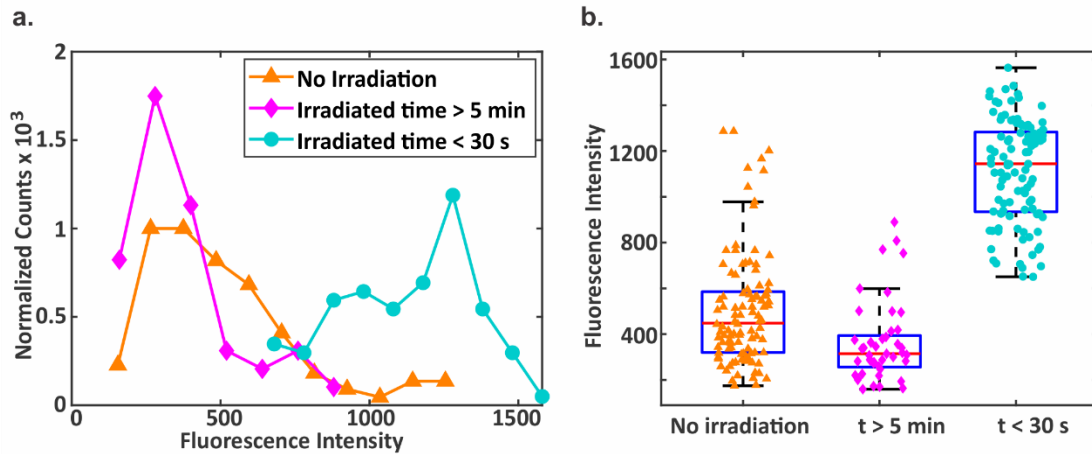 a.
Normalized Counts x 10³
2
1.5
1
0.5
0
0
500
1000
1500
Fluorescence Intensity
No Irradiation
Irradiated time > 5 min
Irradiated time < 30 s
b.
Fluorescence Intensity
1600
1200
800
400
No irradiation
t > 5 min
t < 30 s